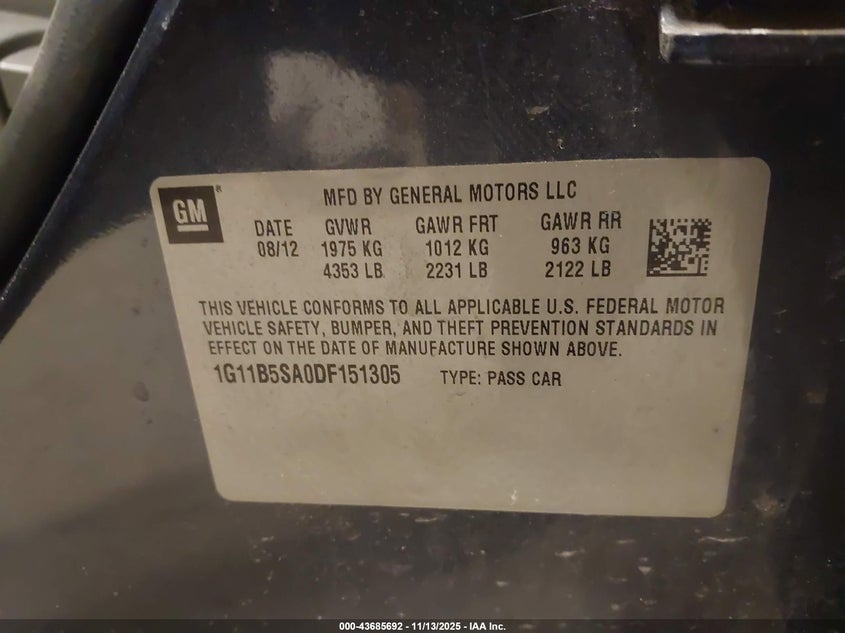 GM ®
MFD BY GENERAL MOTORS LLC
DATE GVWR GAWR FRT GAWR RR
08/12 1975 KG 1012 KG 963 KG
4353 LB 2231 LB 2122 LB
THIS VEHICLE CONFORMS TO ALL APPLICABLE U.S. FEDERAL MOTOR
VEHICLE SAFETY, BUMPER, AND THEFT PREVENTION STANDARDS IN
EFFECT ON THE DATE OF MANUFACTURE SHOWN ABOVE.
1G11B5SA0DF151305 TYPE: PASS CAR
000-43685692 - 11/13/2025 - IAA Inc.